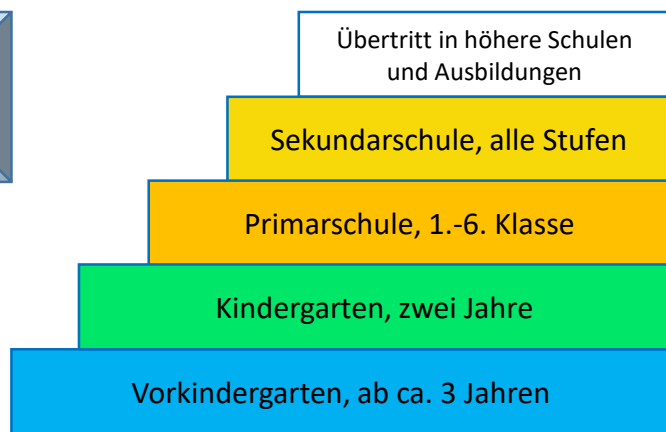 Übertritt in höhere Schulen
und Ausbildungen
Sekundarschule, alle Stufen
Primarschule, 1.-6. Klasse
Kindergarten, zwei Jahre
Vorkindergarten, ab ca. 3 Jahren